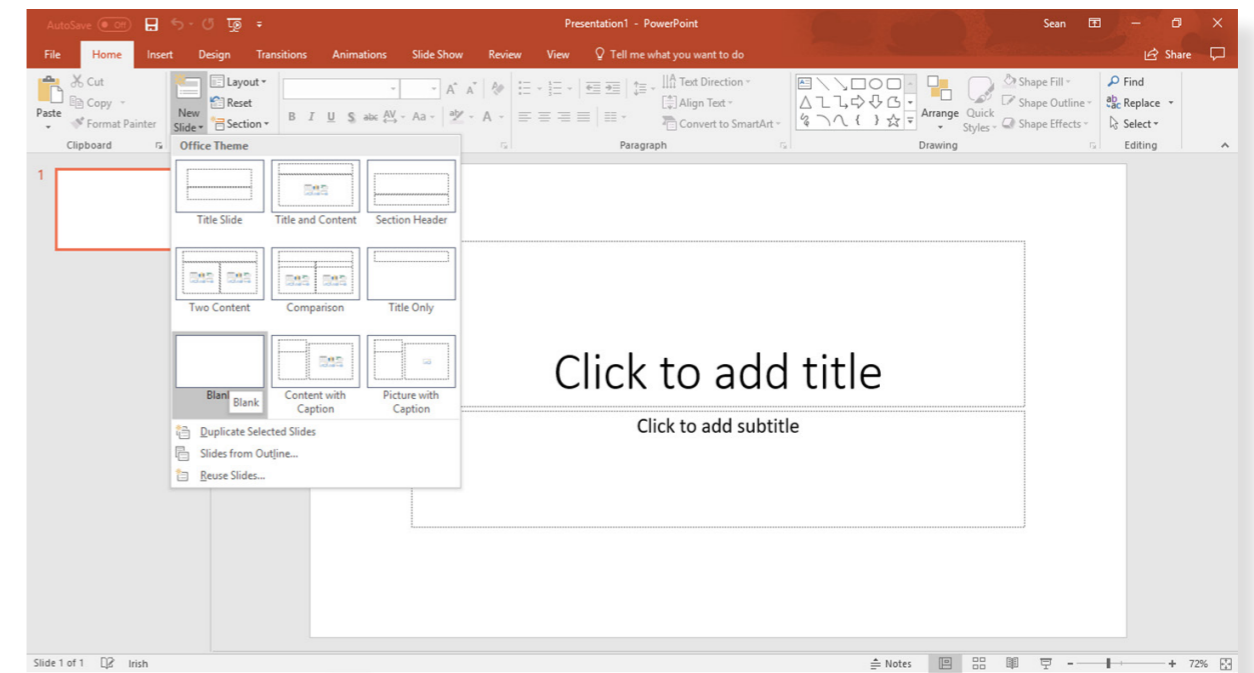 AutoSave Off
Presentation1 - PowerPoint
Sean
File Home Insert Design Transitions Animations Slide Show Review View Tell me what you want to do Share
Paste
Cut
Copy
Format Painter
Clipboard
New
Slide
Layout
Reset
Section
B I U S abc AV Aa A
Text Direction
Align Text
Convert to SmartArt
Paragraph
Arrange
Quick
Styles
Shape Fill
Shape Outline
Shape Effects
Drawing
Find
Replace
Select
Editing
Office Theme
Title Slide Title and Content Section Header
Two Content Comparison Title Only
Blank
Content with
Caption
Picture with
Caption
Duplicate Selected Slides
Slides from Outline...
Reuse Slides...
1
Click to add title
Click to add subtitle
Slide 1 of 1 Irish Notes 72%